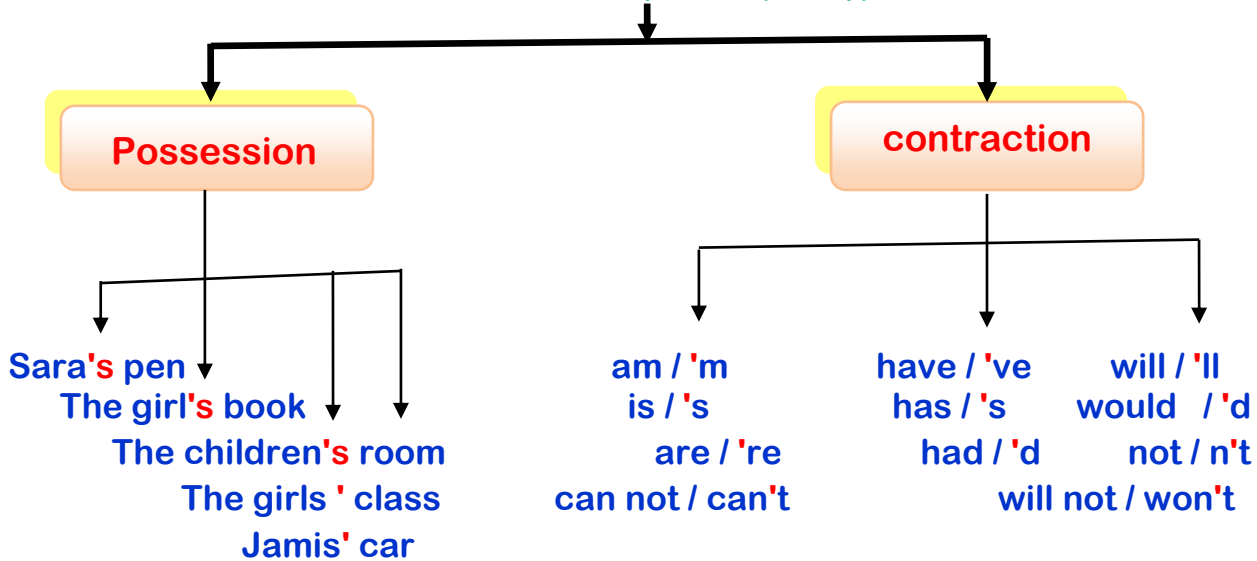 Possession
contraction
Sara's pen
The girl's book
The children's room
The girls ' class
Jamis' car
am / 'm
is / 's
are / 're
can not / can't
have / 've
has / 's
had / 'd
will / 'll
would / 'd
not / n't
will not / won't